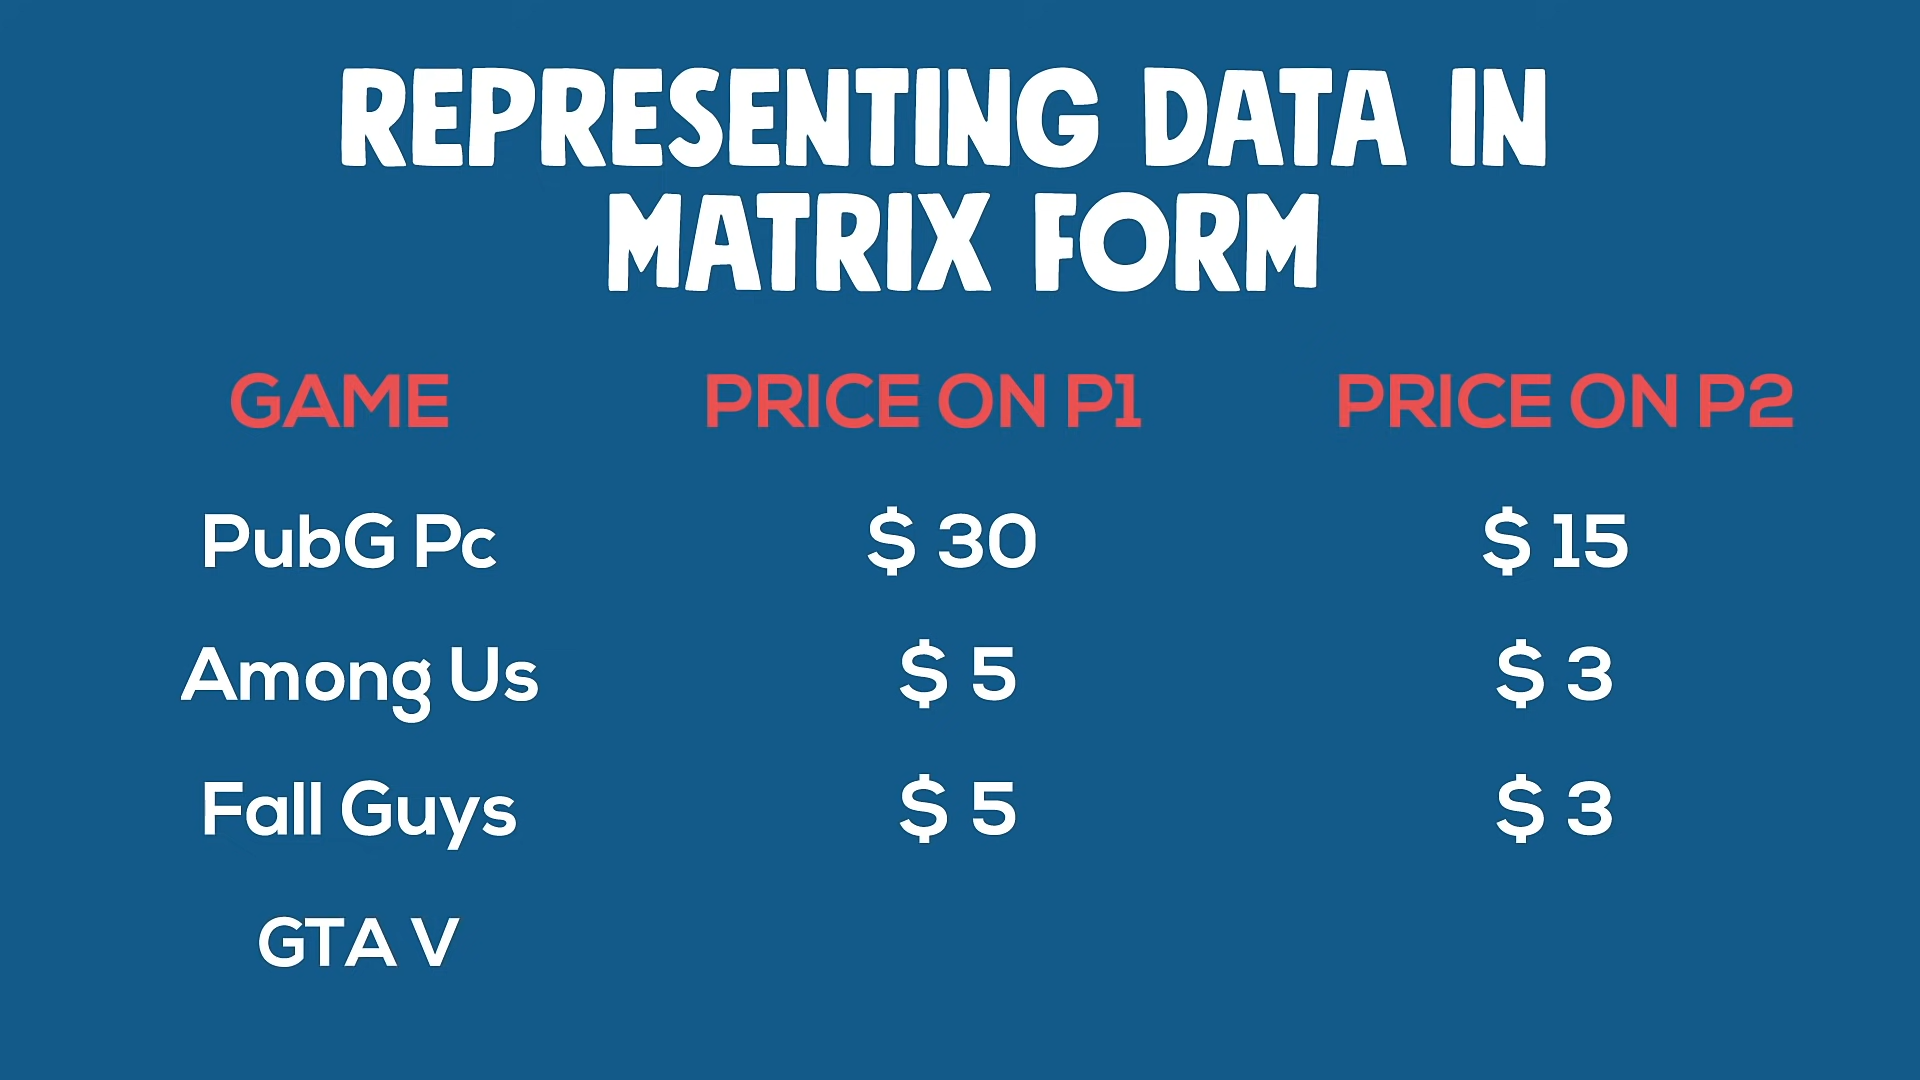 REPRESENTING DATA IN
MATRIX FORM
GAME PRICE ON P1 PRICE ON P2
PubG Pc $ 30 $ 15
Among Us $ 5 $ 3
Fall Guys $ 5 $ 3
GTA V